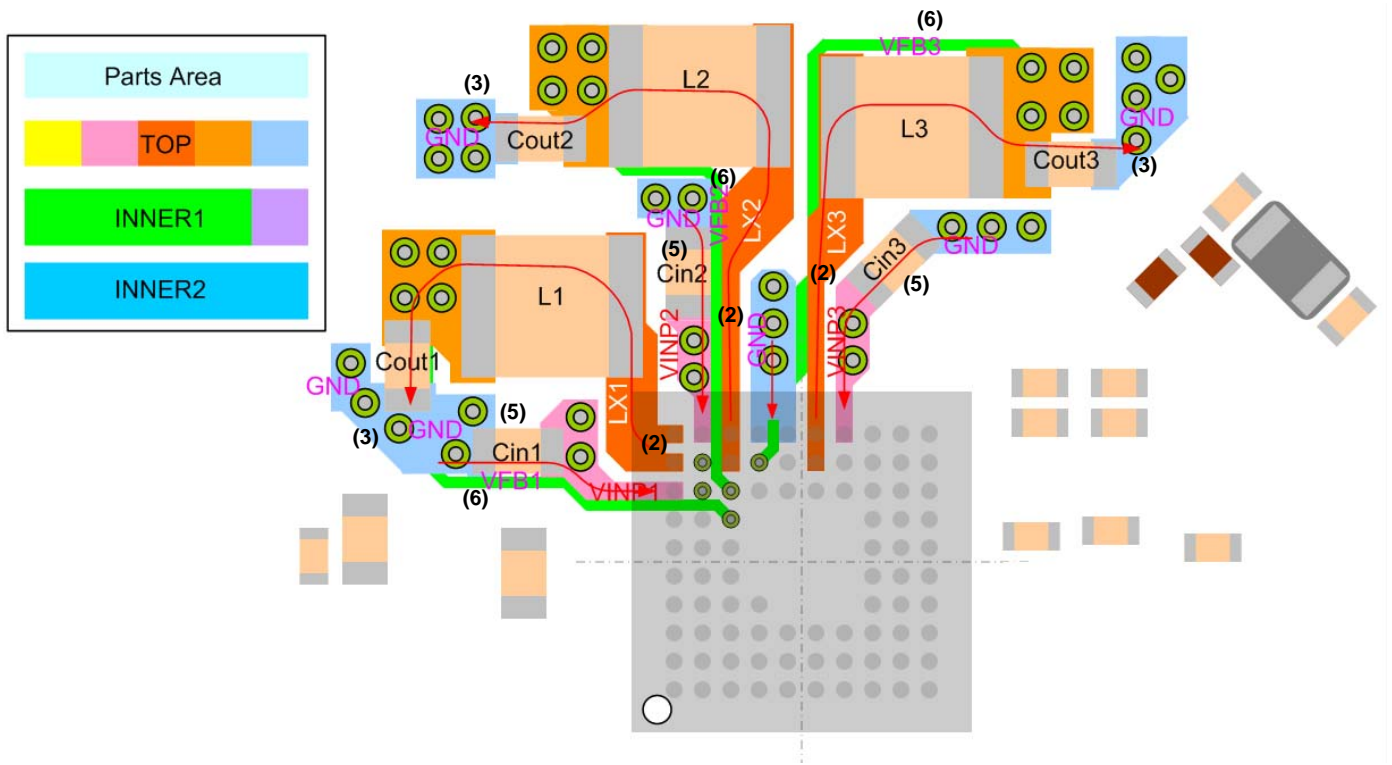 Parts Area
TOP
INNER1
INNER2
(6)
VFB3
L2
L3
(3)
GND
Cout2
GND
Cout3
(3)
(6)
VFB2
GND
LX2
LX3
Cin3
GND
(5)
Cin2
(2)
(5)
L1
VINP2
(2)
GND
VINP3
Cout1
GND
LX1
(3)
GND
(5)
(2)
Cin1
VFB1
(6)
VINP1